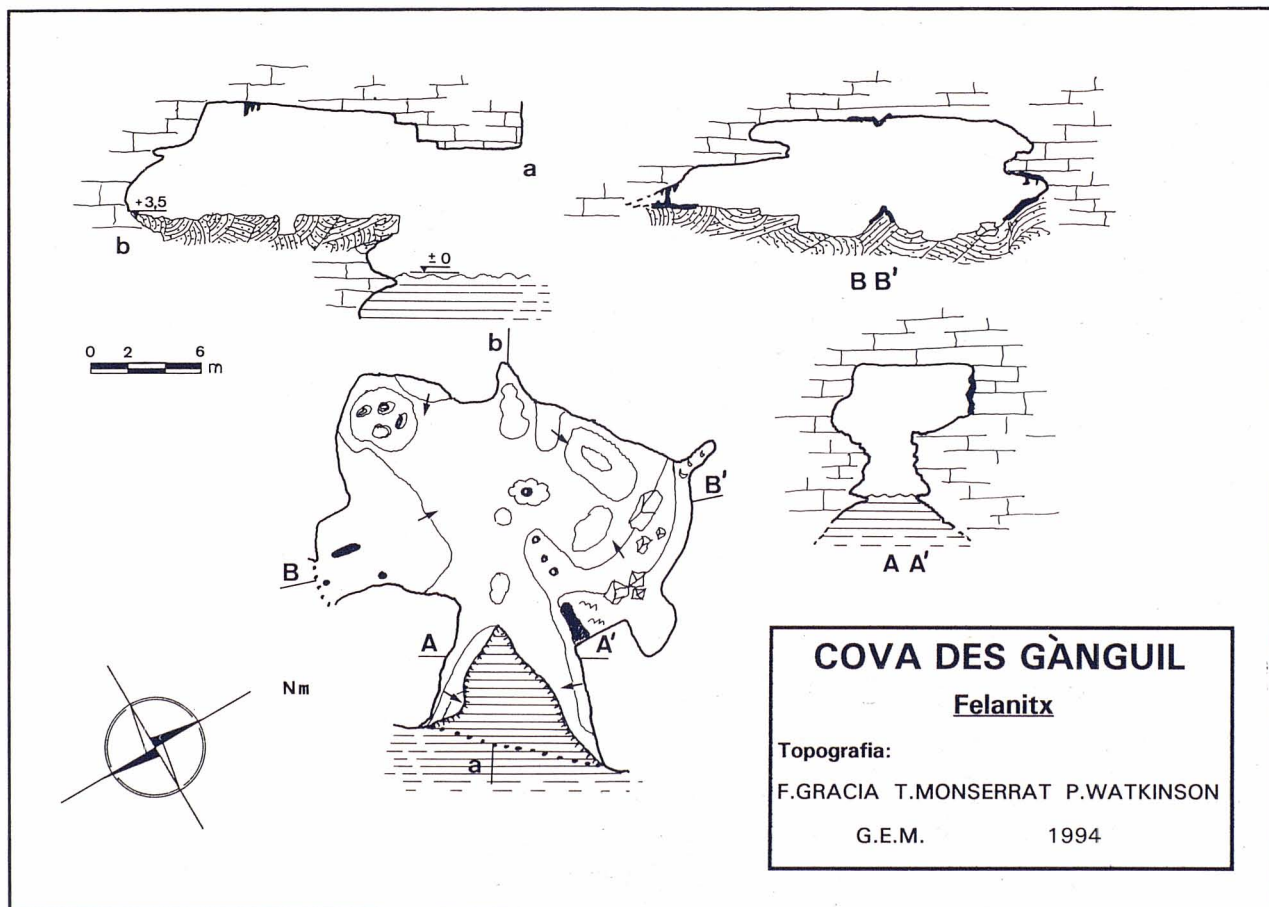 a
+3,5
b
± 0
B B'
0 2 6 m
b
A A'
B'
B
A
A'
a
Nm
COVA DES GÀNGUIL
Felanitx
Topografia:
F.GRACIA T.MONSERRAT P.WATKINSON
G.E.M. 1994